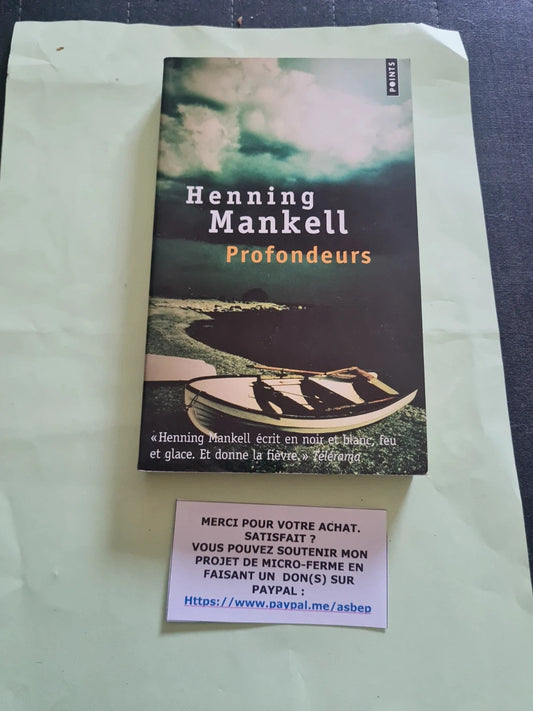 POINTS
Henning
Mankell
Profondeurs
« Henning Mankell écrit en noir et blanc, feu
et glace. Et donne la fièvre. » Télérama
MERCI POUR VOTRE ACHAT.
SATISFAIT ?
VOUS POUVEZ SOUTENIR MON
PROJET DE MICRO-FERME EN
FAISANT UN DON(S) SUR
PAYPAL :
Https://www.paypal.me/asbep